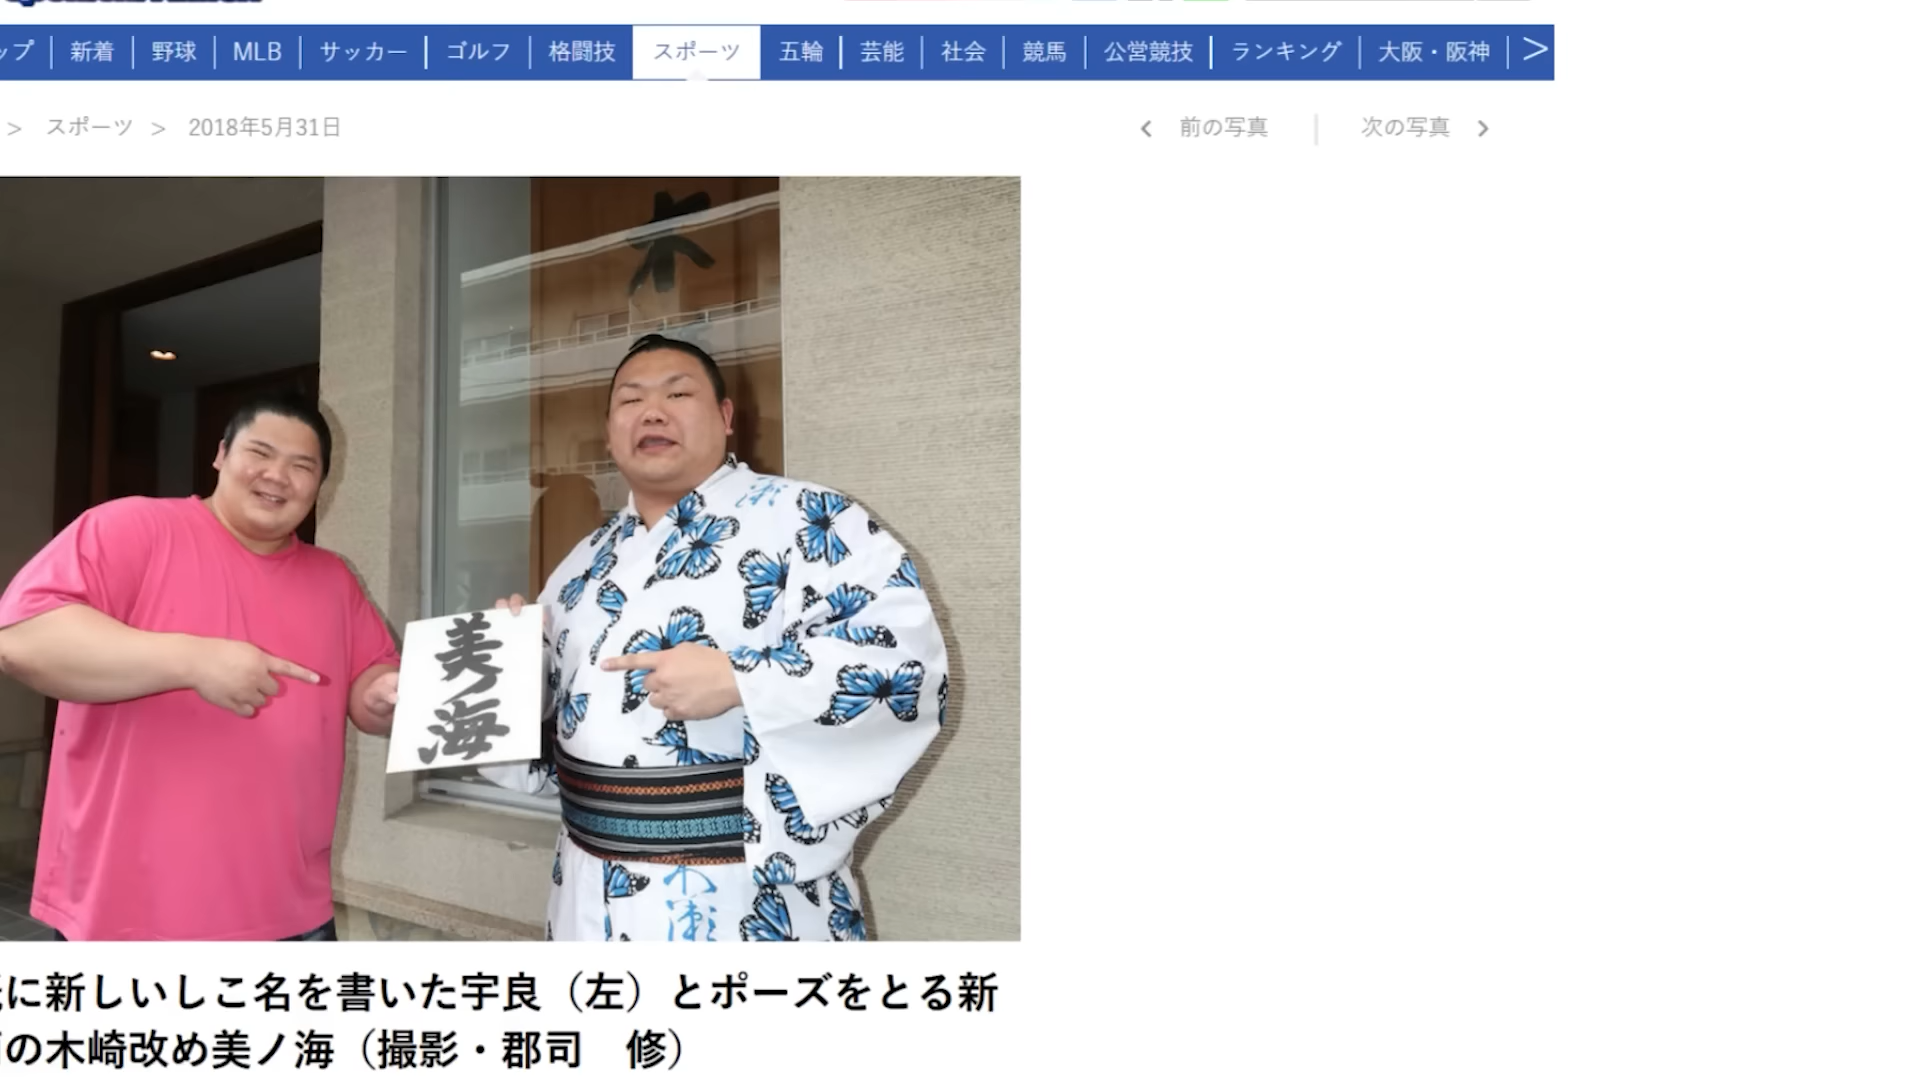 ップ 新着 野球 MLB サッカー ゴルフ 格闘技 スポーツ 五輪 芸能 社会 競馬 公営競技 ランキング 大阪・阪神 >
> スポーツ > 2018年5月31日
前の写真 次の写真
木
美ノ海
木瀬
に新しいしこ名を書いた宇良（左）とポーズをとる新
の木崎改め美ノ海（撮影・郡司　修）